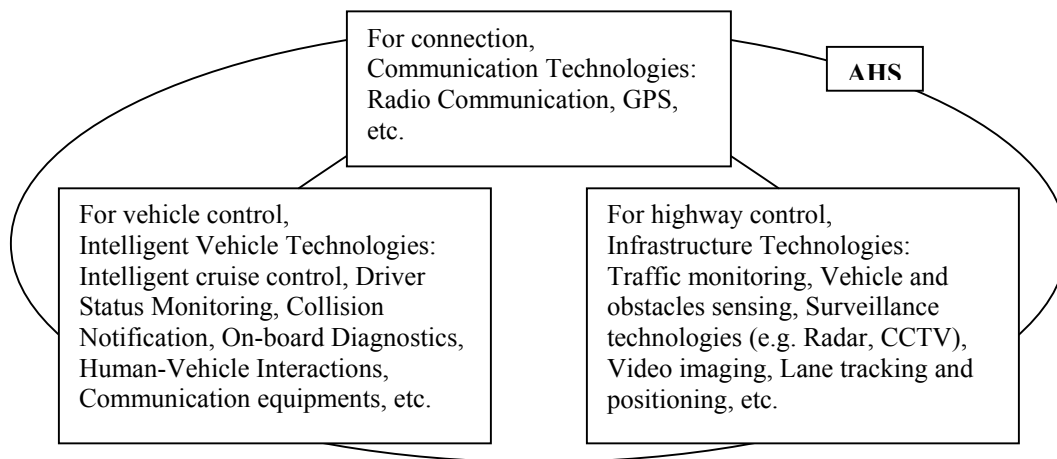 For connection,
Communication Technologies:
Radio Communication, GPS,
etc.
AHS
For vehicle control,
Intelligent Vehicle Technologies:
Intelligent cruise control, Driver
Status Monitoring, Collision
Notification, On-board Diagnostics,
Human-Vehicle Interactions,
Communication equipments, etc.
For highway control,
Infrastructure Technologies:
Traffic monitoring, Vehicle and
obstacles sensing, Surveillance
technologies (e.g. Radar, CCTV),
Video imaging, Lane tracking and
positioning, etc.